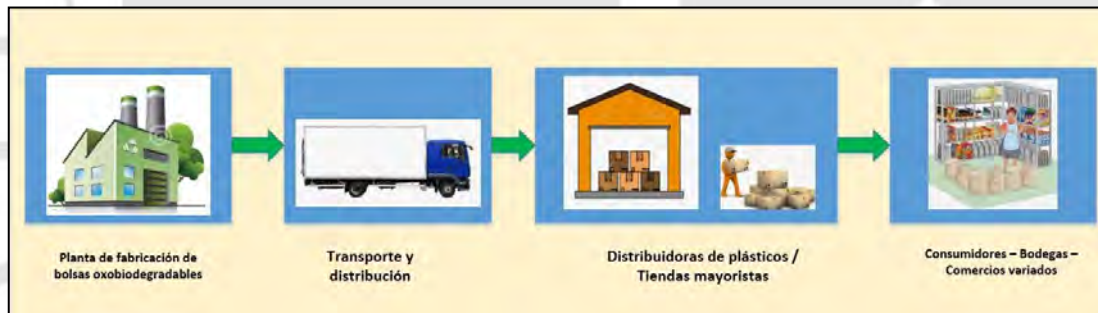 Planta de fabricación de
bolsas oxobiodegradables
Transporte y
distribución
Distribuidoras de plásticos /
Tiendas mayoristas
Consumidores – Bodegas –
Comercios variados